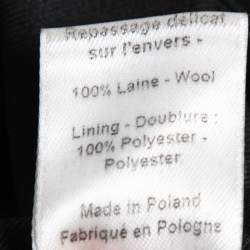 Repassage délicat
sur l'envers -
100% Laine - Wool
Lining - Doublure :
100% Polyester -
Polyester
Made in Poland
Fabriqué en Pologne